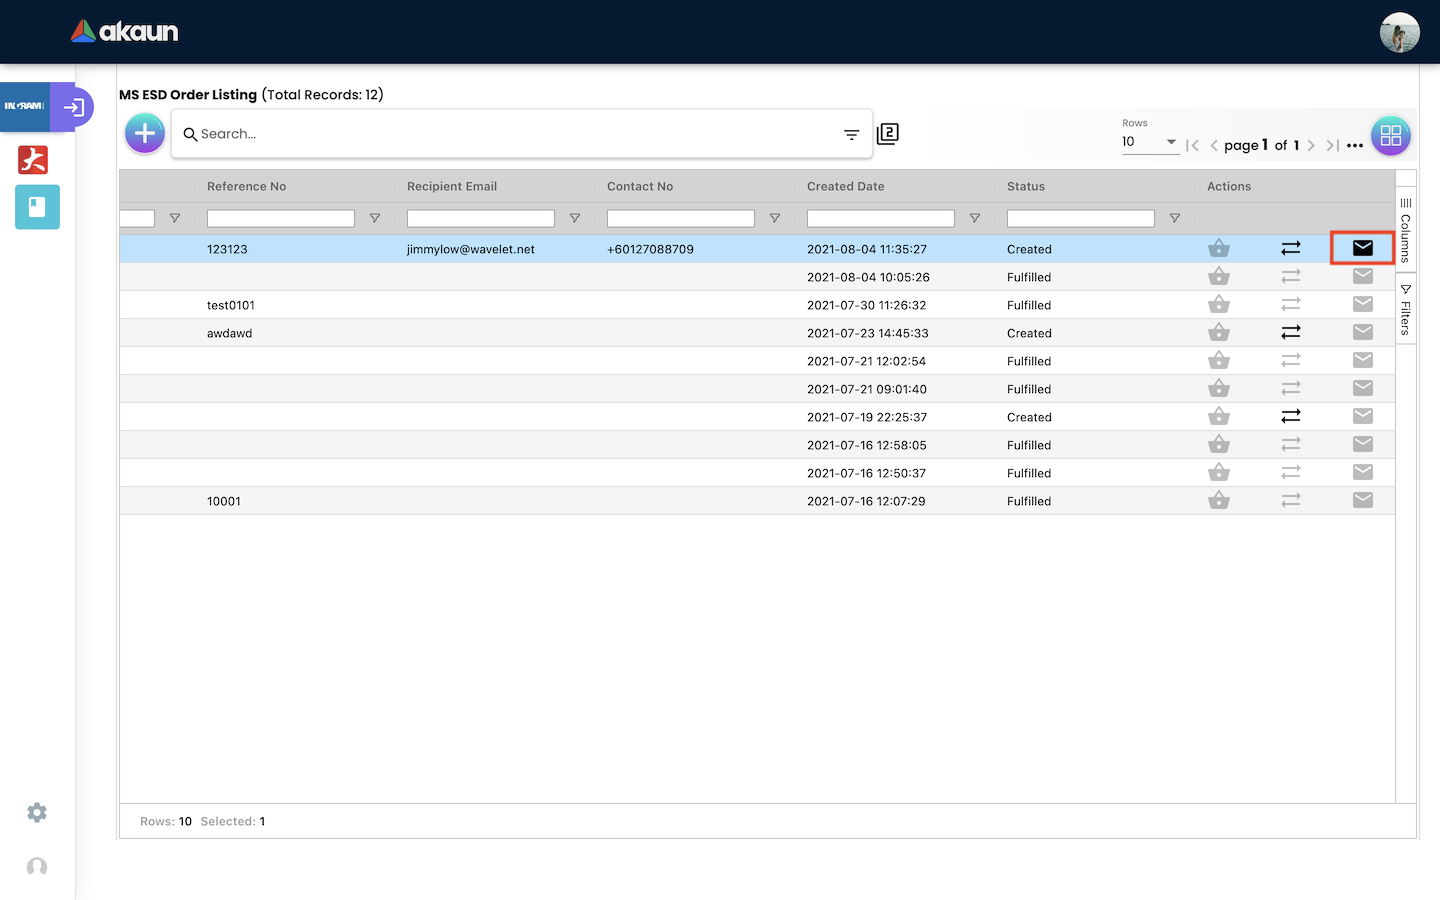 akaun
INGRAM
MS ESD Order Listing (Total Records: 12)
Search...
2
Rows
10
page 1 of 1
Reference No Recipient Email Contact No Created Date Status Actions
123123 jimmylow@wavelet.net +60127088709 2021-08-04 11:35:27 Created
2021-08-04 10:05:26 Fulfilled
test0101 2021-07-30 11:26:32 Fulfilled
awdawd 2021-07-23 14:45:33 Created
2021-07-21 12:02:54 Fulfilled
2021-07-21 09:01:40 Fulfilled
2021-07-19 22:25:37 Created
2021-07-16 12:58:05 Fulfilled
2021-07-16 12:50:37 Fulfilled
10001 2021-07-16 12:07:29 Fulfilled
Columns
Filters
Rows: 10 Selected: 1